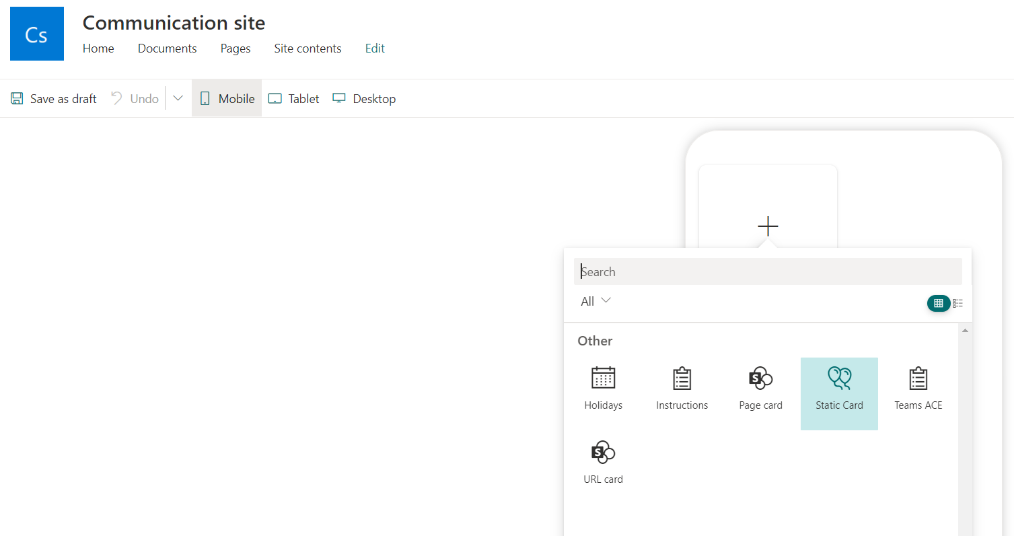 Cs
Communication site
Home Documents Pages Site contents Edit
Save as draft Undo Mobile Tablet Desktop
Search
All
Other
Holidays Instructions Page card Static Card Teams ACE
URL card